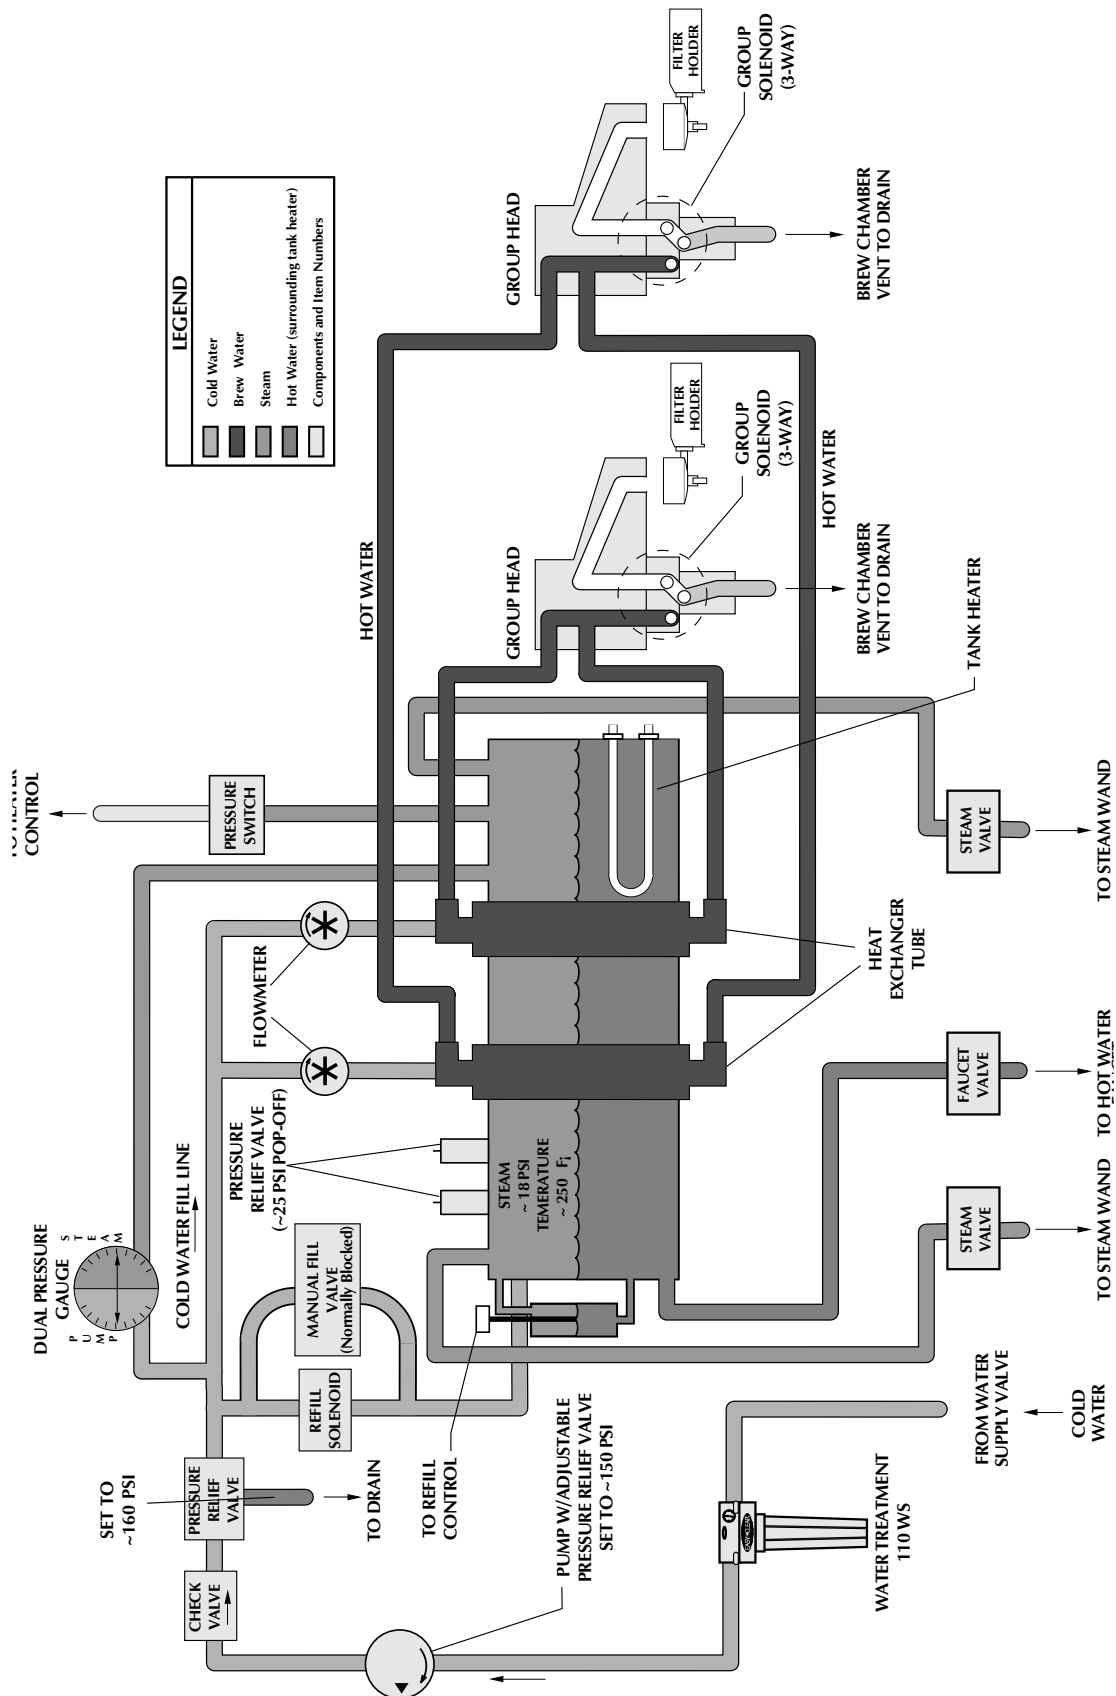 LEGEND
Cold Water
Brew Water
Steam
Hot Water (surrounding tank heater)
Components and Item Numbers
FILTER
HOLDER
GROUP
SOLENOID
(3-WAY)
GROUP HEAD
BREW CHAMBER
VENT TO DRAIN
FILTER
HOLDER
GROUP
SOLENOID
(3-WAY)
GROUP HEAD
BREW CHAMBER
VENT TO DRAIN
HOT WATER
HOT WATER
TANK HEATER
TO HEATER
CONTROL
PRESSURE
SWITCH
STEAM
VALVE
TO STEAM WAND
FLOWMETER
HEAT
EXCHANGER
TUBE
FAUCET
VALVE
TO HOT WATER
FAUCET
PRESSURE
RELIEF VALVE
(~25 PSI POP-OFF)
STEAM
~ 18 PSI
TEMERATURE
~ 250 F¡
STEAM
VALVE
TO STEAM WAND
DUAL PRESSURE
GAUGE
STEAM
PUMP
COLD WATER FILL LINE
MANUAL FILL
VALVE
(Normally Blocked)
REFILL
SOLENOID
SET TO
~160 PSI
PRESSURE
RELIEF
VALVE
TO DRAIN
TO REFILL
CONTROL
CHECK
VALVE
PUMP W/ADJUSTABLE
PRESSURE RELIEF VALVE
SET TO ~150 PSI
FROM WATER
SUPPLY VALVE
COLD
WATER
WATER TREATMENT
110 WS